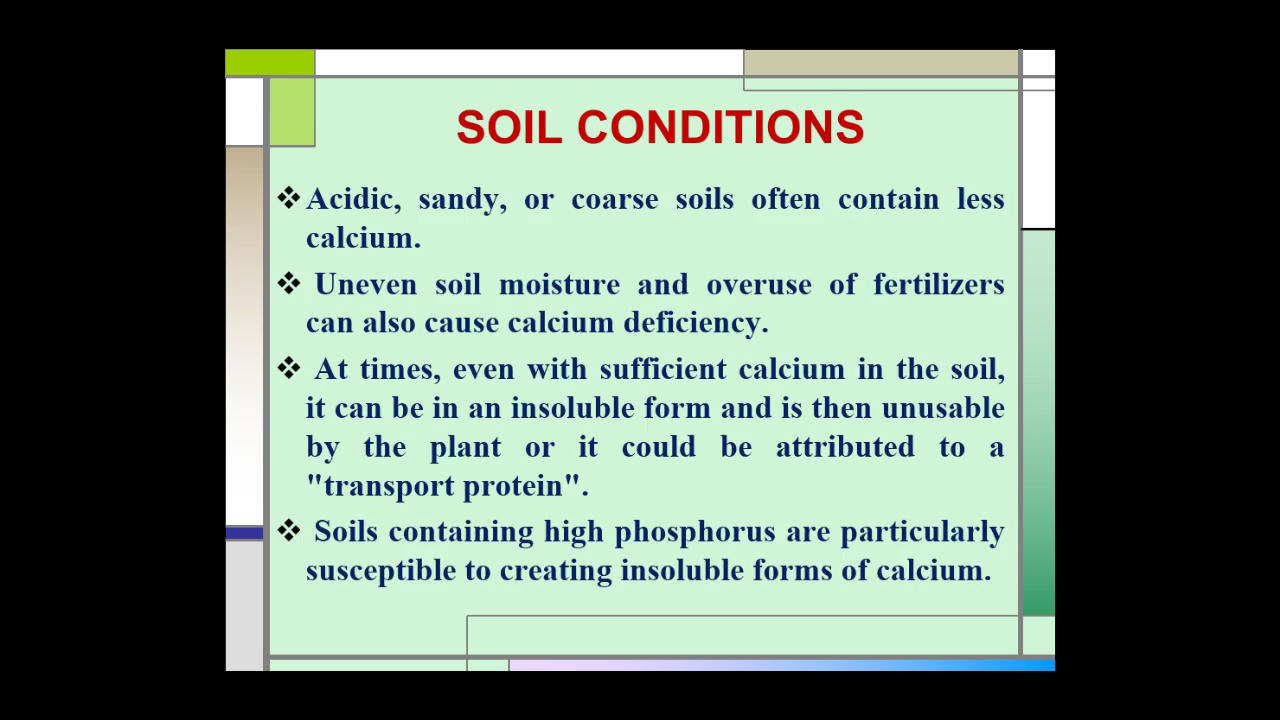 SOIL CONDITIONS
❖Acidic, sandy, or coarse soils often contain less
calcium.
❖ Uneven soil moisture and overuse of fertilizers
can also cause calcium deficiency.
❖ At times, even with sufficient calcium in the soil,
it can be in an insoluble form and is then unusable
by the plant or it could be attributed to a
"transport protein".
❖ Soils containing high phosphorus are particularly
susceptible to creating insoluble forms of calcium.